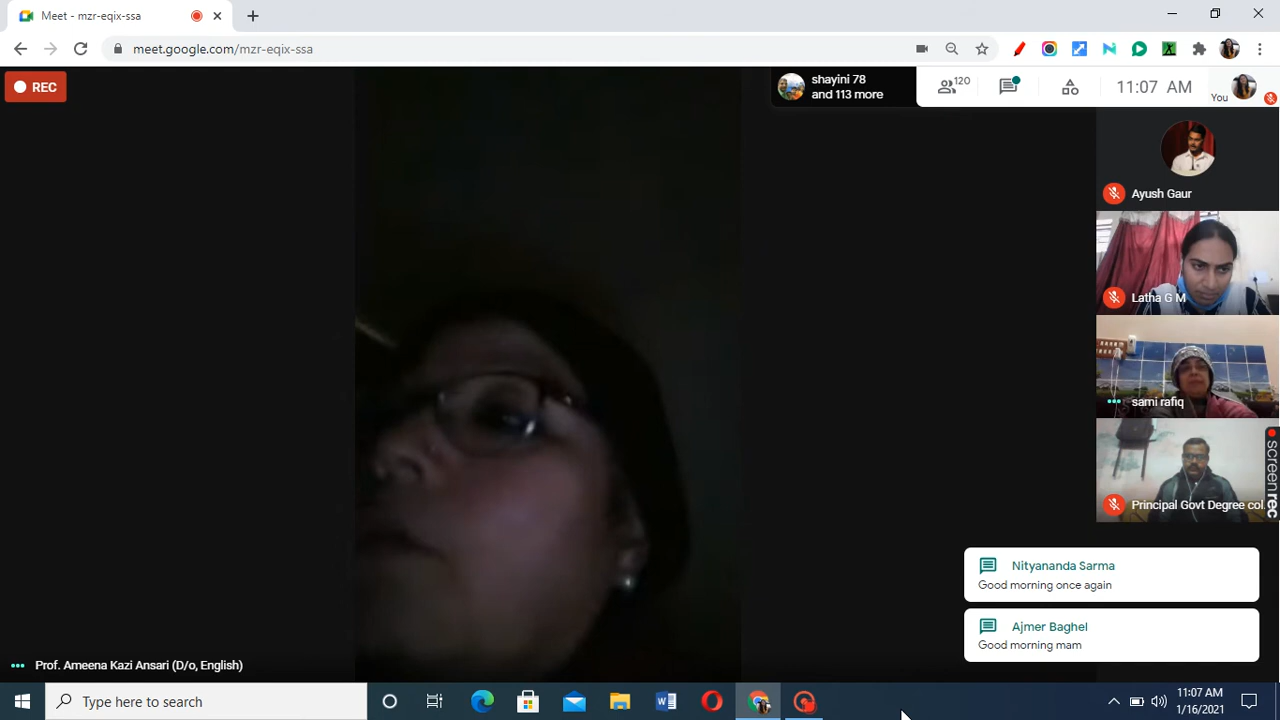 Meet - mzr-eqix-ssa
meet.google.com/mzr-eqix-ssa
REC
shayini 78
and 113 more
120
11:07 AM
You
Ayush Gaur
Latha G M
sami rafiq
Principal Govt Degree col...
screenrec
Nityananda Sarma
Good morning once again
Ajmer Baghel
Good morning mam
Prof. Ameena Kazi Ansari (D/o, English)
Type here to search
11:07 AM
1/16/2021